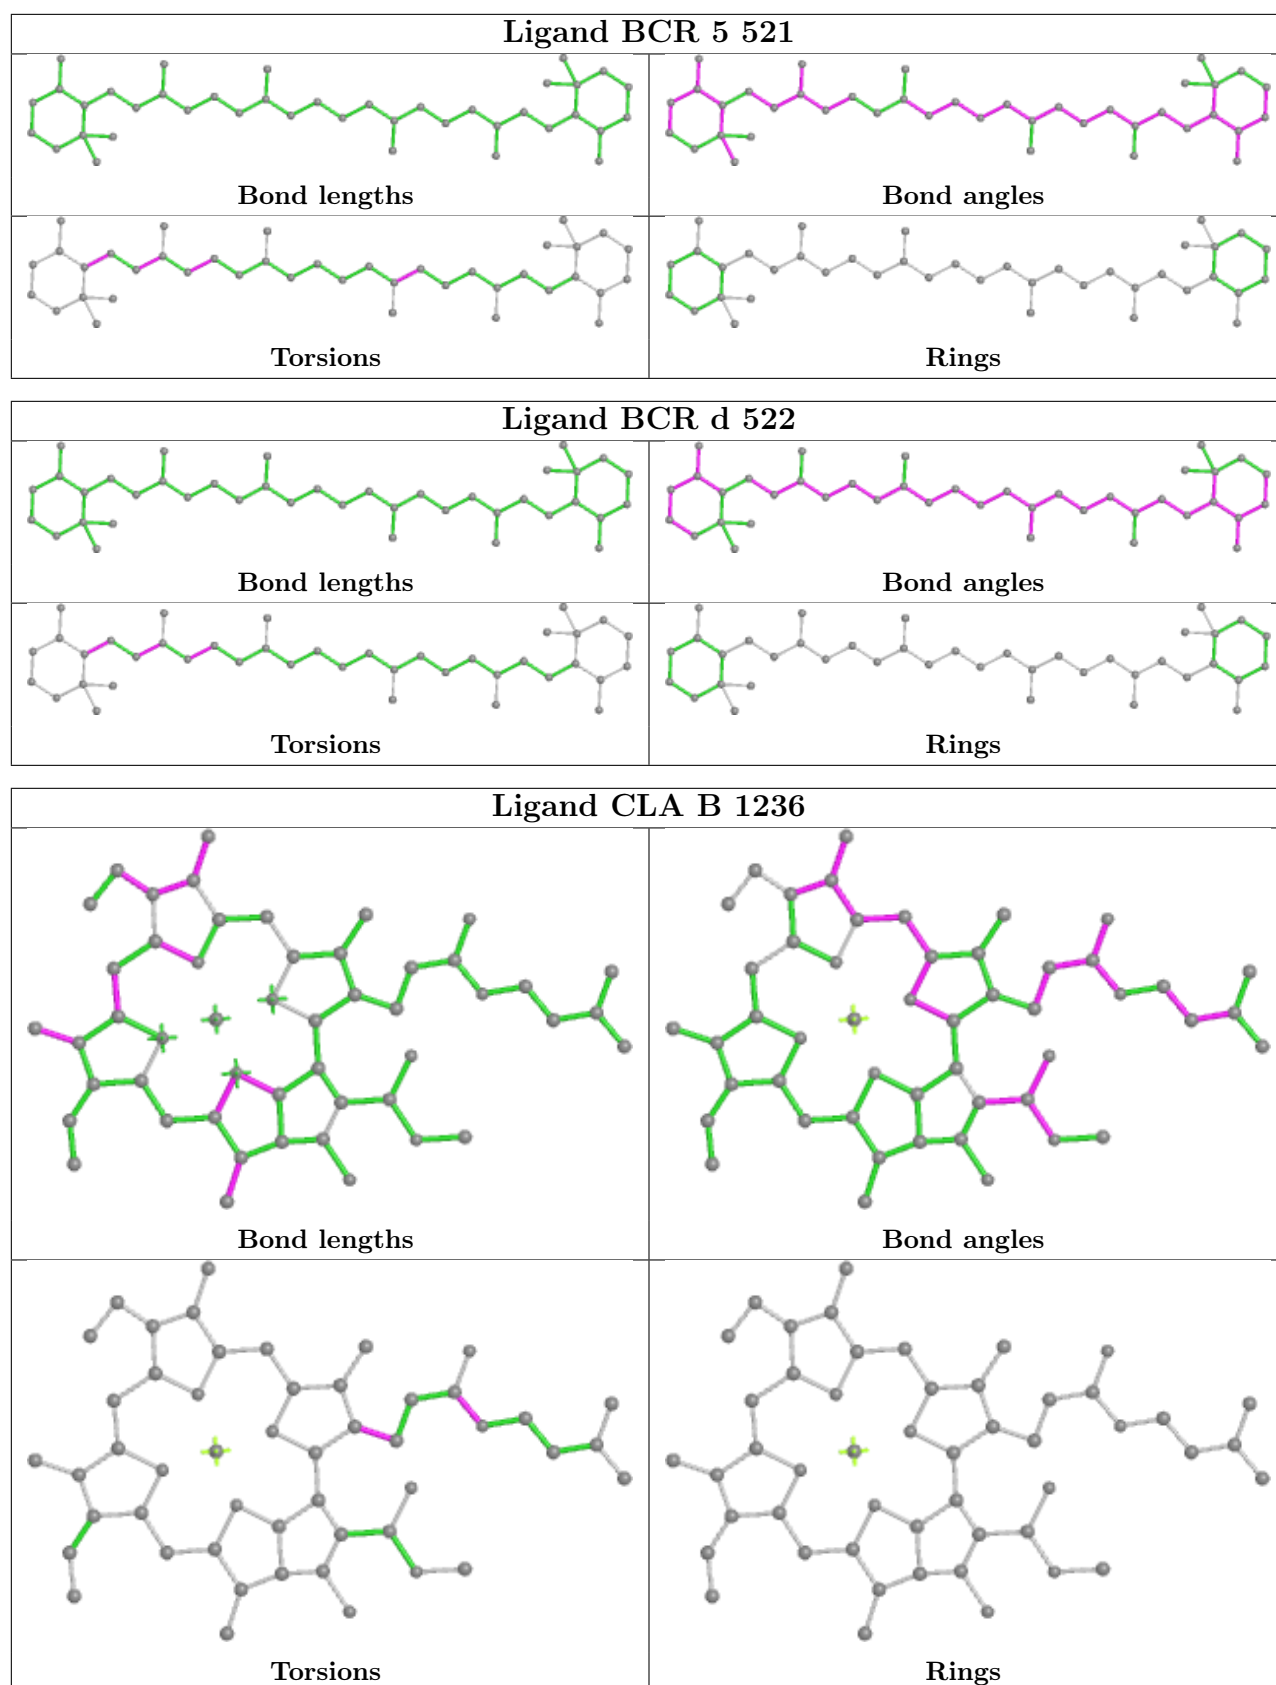 Ligand BCR 5 521
Bond lengths
Bond angles
Torsions
Rings
Ligand BCR d 522
Bond lengths
Bond angles
Torsions
Rings
Ligand CLA B 1236
Bond lengths
Bond angles
Torsions
Rings